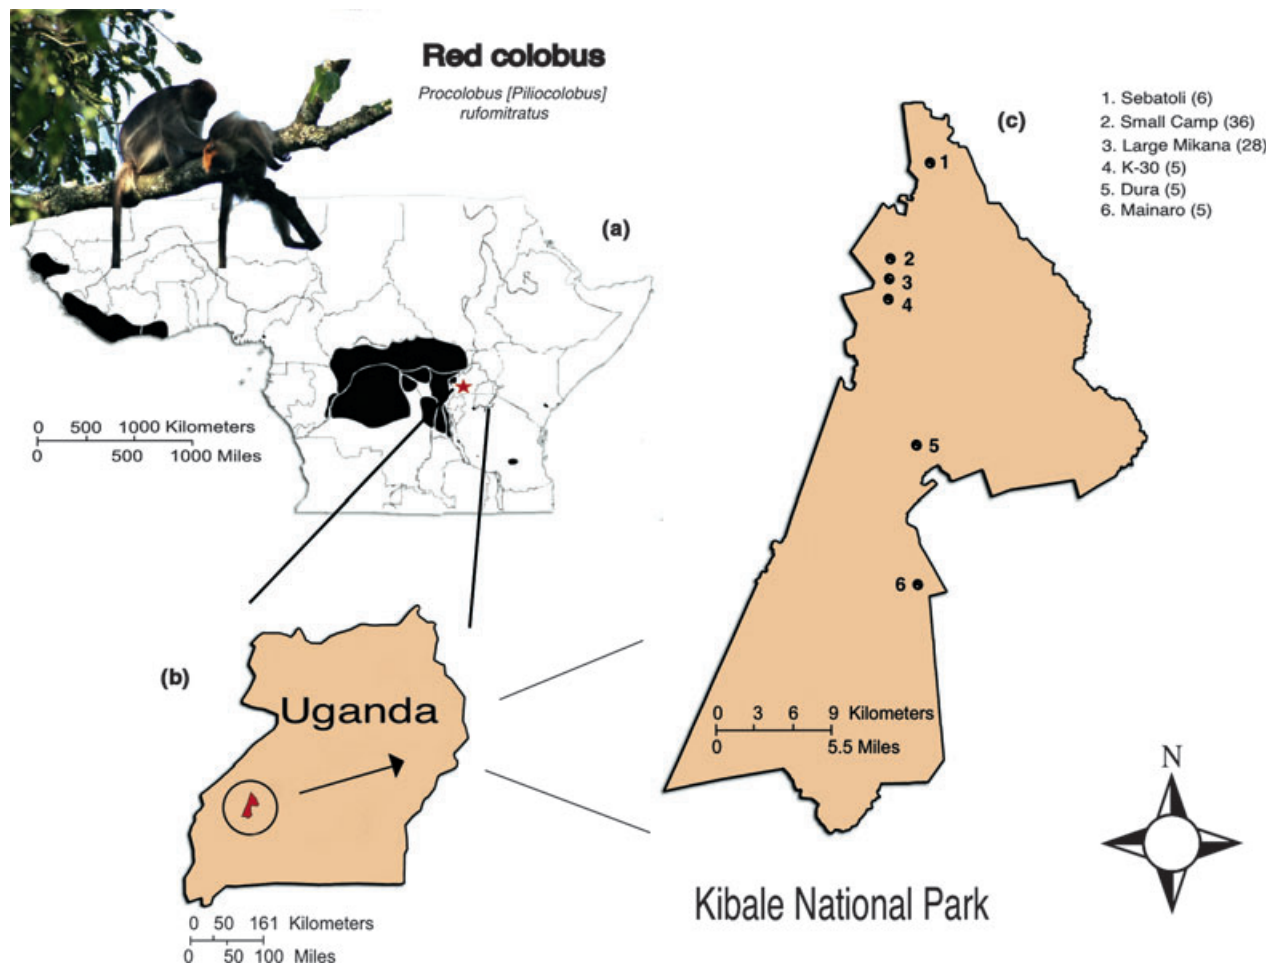 Red colobus
Procolobus [Piliocolobus]
rufomitratus
(a)
0 500 1000 Kilometers
0 500 1000 Miles
(b)
Uganda
0 50 161 Kilometers
0 50 100 Miles
(c)
1. Sebatoli (6)
2. Small Camp (36)
3. Large Mikana (28)
4. K-30 (5)
5. Dura (5)
6. Mainaro (5)
1
2
3
4
5
6
0 3 6 9 Kilometers
0 5.5 Miles
N
Kibale National Park